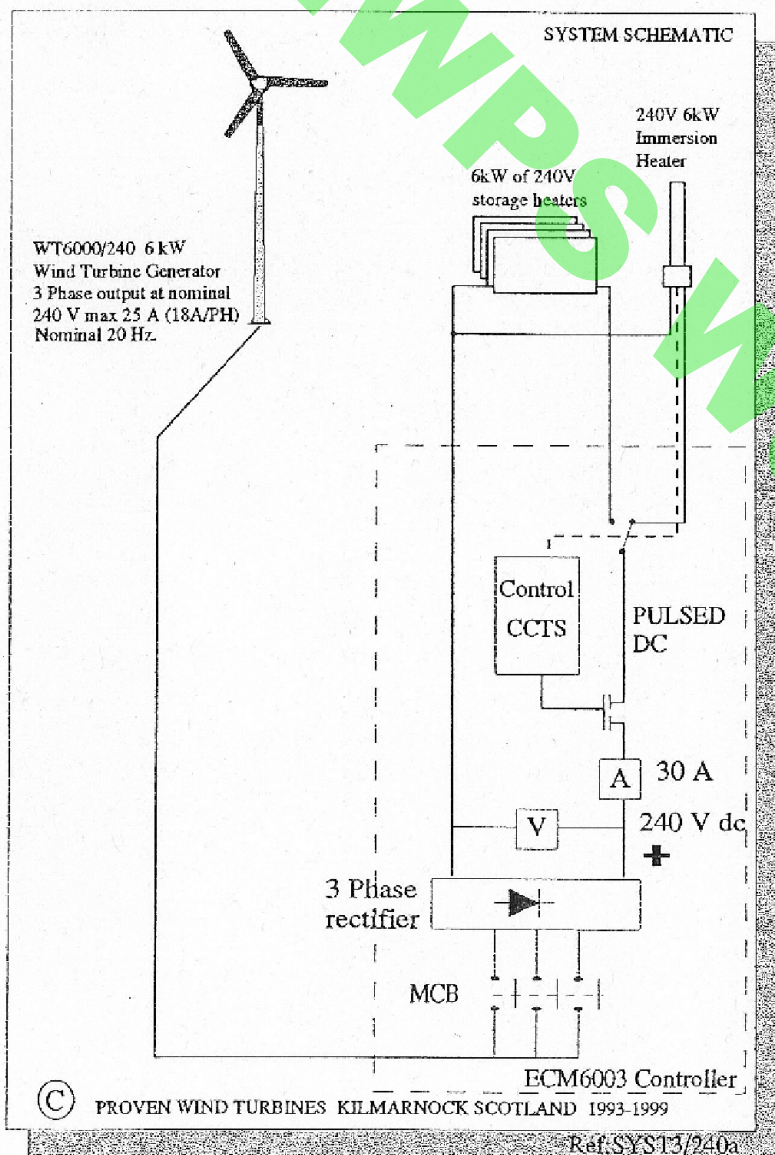 SYSTEM SCHEMATIC
240V 6kW
Immersion
Heater
6kW of 240V
storage heaters
WT6000/240 6 kW
Wind Turbine Generator
3 Phase output at nominal
240 V max 25 A (18A/PH)
Nominal 20 Hz.
Control
CCTS
PULSED
DC
A
30 A
V
240 V dc
+
3 Phase
rectifier
MCB
ECM6003 Controller
© PROVEN WIND TURBINES KILMARNOCK SCOTLAND 1993-1999
Ref:SYST3/240a
WPS W